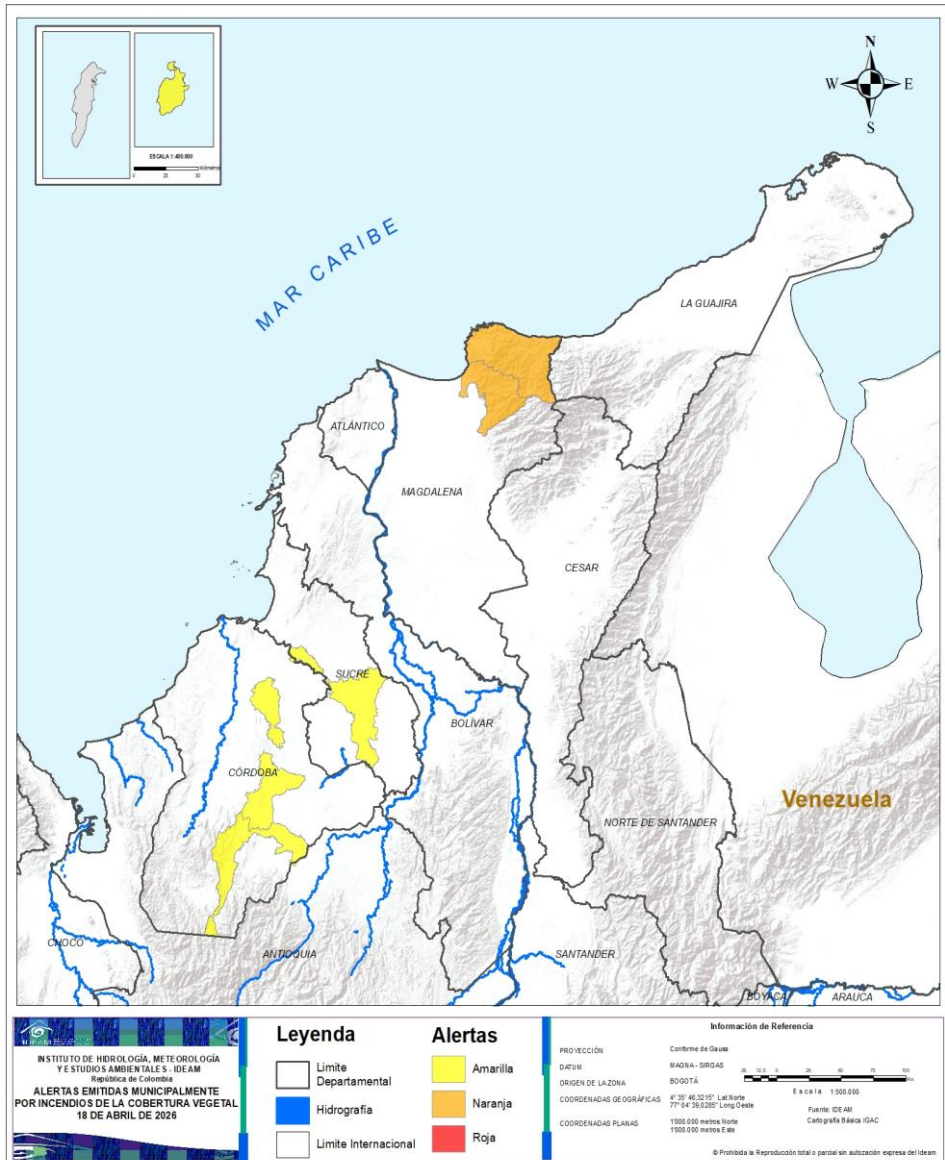 N
W E
S
ESCALA 1:400.000
Kilómetros
MAR CARIBE
LA GUAJIRA
ATLÁNTICO
MAGDALENA
CESAR
SUCRE
BOLÍVAR
CÓRDOBA
Venezuela
NORTE DE SANTANDER
CHOCO
ANTIOQUIA
SANTANDER
BOYACÁ
ARAUCA
IDEAM
INSTITUTO DE HIDROLOGÍA, METEOROLOGÍA
Y ESTUDIOS AMBIENTALES - IDEAM
República de Colombia
ALERTAS EMITIDAS MUNICIPALMENTE
POR INCENDIOS DE LA COBERTURA VEGETAL
18 DE ABRIL DE 2026
Leyenda
Limite
Departamental
Hidrografía
Limite Internacional
Alertas
Amarilla
Naranja
Roja
Información de Referencia
PROYECCIÓN Conforme de Gauss
DATUM MAGNA - SIRGAS
ORIGEN DE LA ZONA BOGOTÁ
COORDENADAS GEOGRÁFICAS 4° 35' 46,3215" Lat.Norte
77° 04' 39,0285" Long.Oeste
COORDENADAS PLANAS 1'000.000 metros Norte
1'000.000 metros Este
Escala 1:500.000
Fuente: IDEAM
Cartografía Básica IGAC
© Prohibida la Reproducción total o parcial sin autozación expresa del Ideam